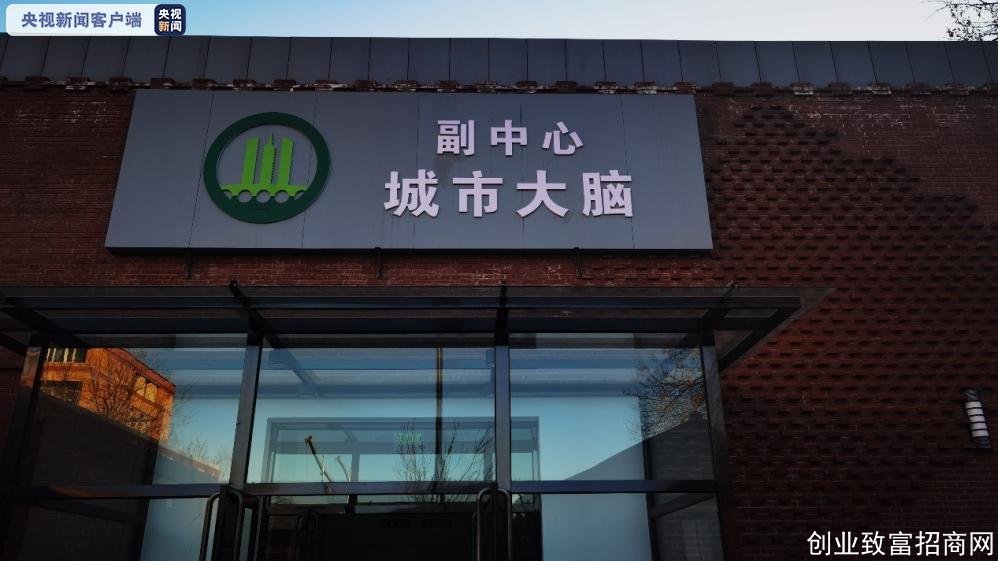 央视新闻客户端
央视
新闻
副中心
城市大脑
创业致富招商网